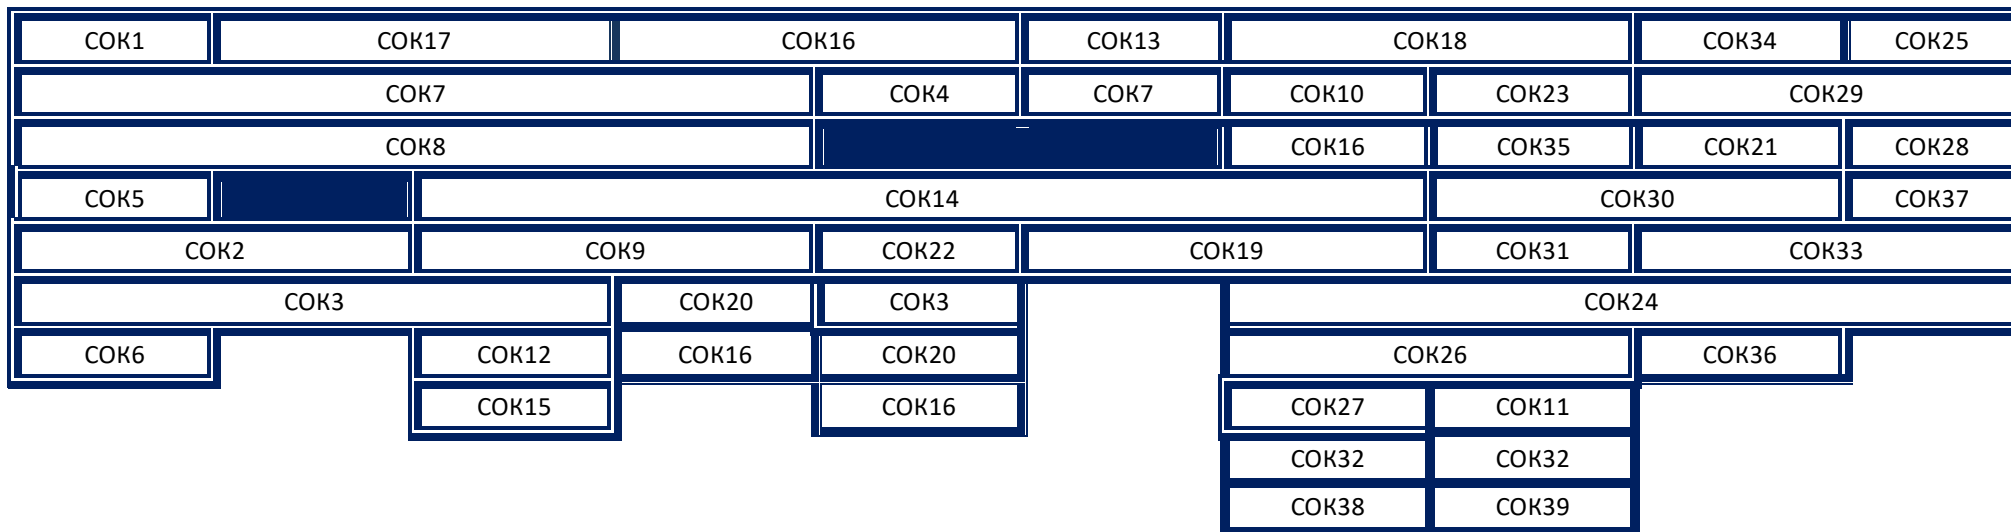 СОК1 СОК17 СОК16 СОК13 СОК18 СОК34 СОК25
СОК7 СОК4 СОК7 СОК10 СОК23 СОК29
СОК8 СОК16 СОК35 СОК21 СОК28
СОК5 СОК14 СОК30 СОК37
СОК2 СОК9 СОК22 СОК19 СОК31 СОК33
СОК3 СОК20 СОК3 СОК24
СОК6 СОК12 СОК16 СОК20 СОК26 СОК36
СОК15 СОК16 СОК27 СОК11
СОК32 СОК32
СОК38 СОК39